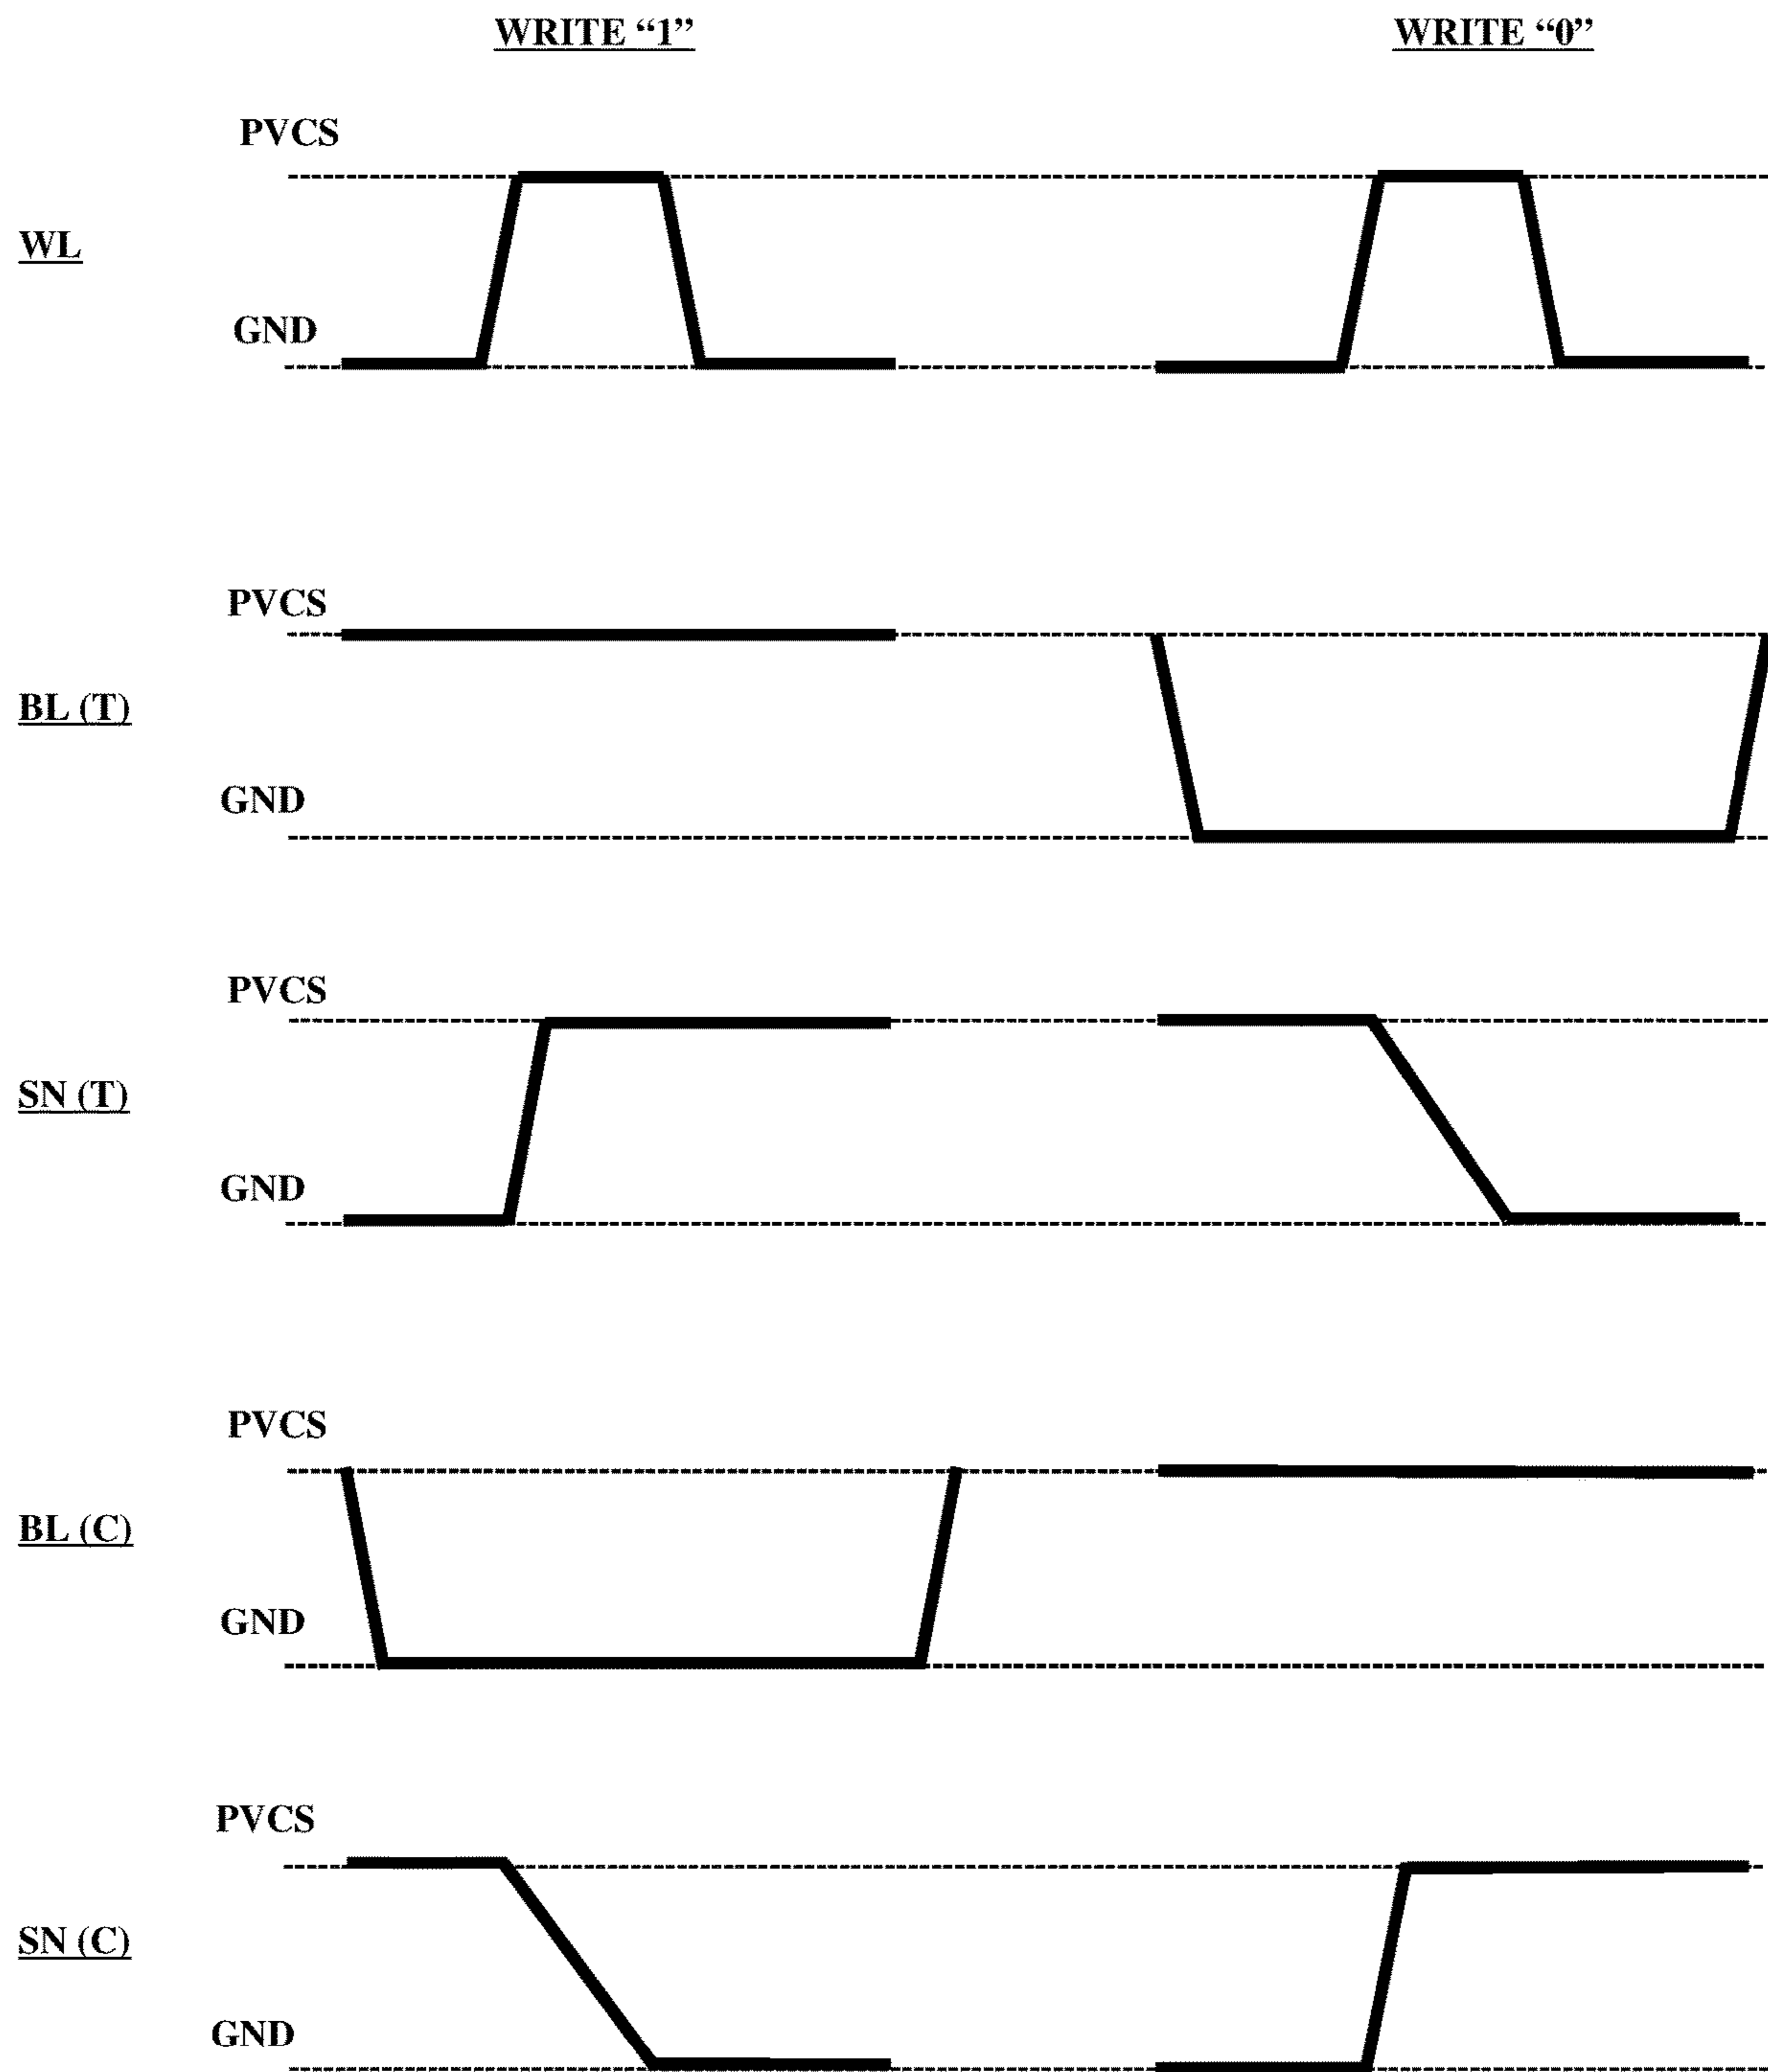 WRITE “1” WRITE “0”
PVCS
WL
GND
PVCS
BL (T)
GND
PVCS
SN (T)
GND
PVCS
BL (C)
GND
PVCS
SN (C)
GND